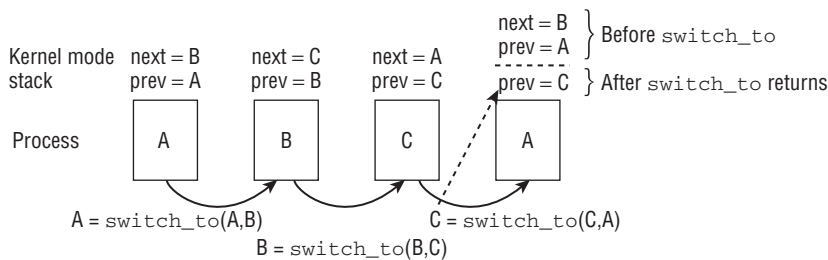 next = B
prev = A } Before switch_to
Kernel mode next = B next = C next = A
stack prev = A prev = B prev = C prev = C } After switch_to returns
Process A B C A
A = switch_to(A,B) C = switch_to(C,A)
B = switch_to(B,C)